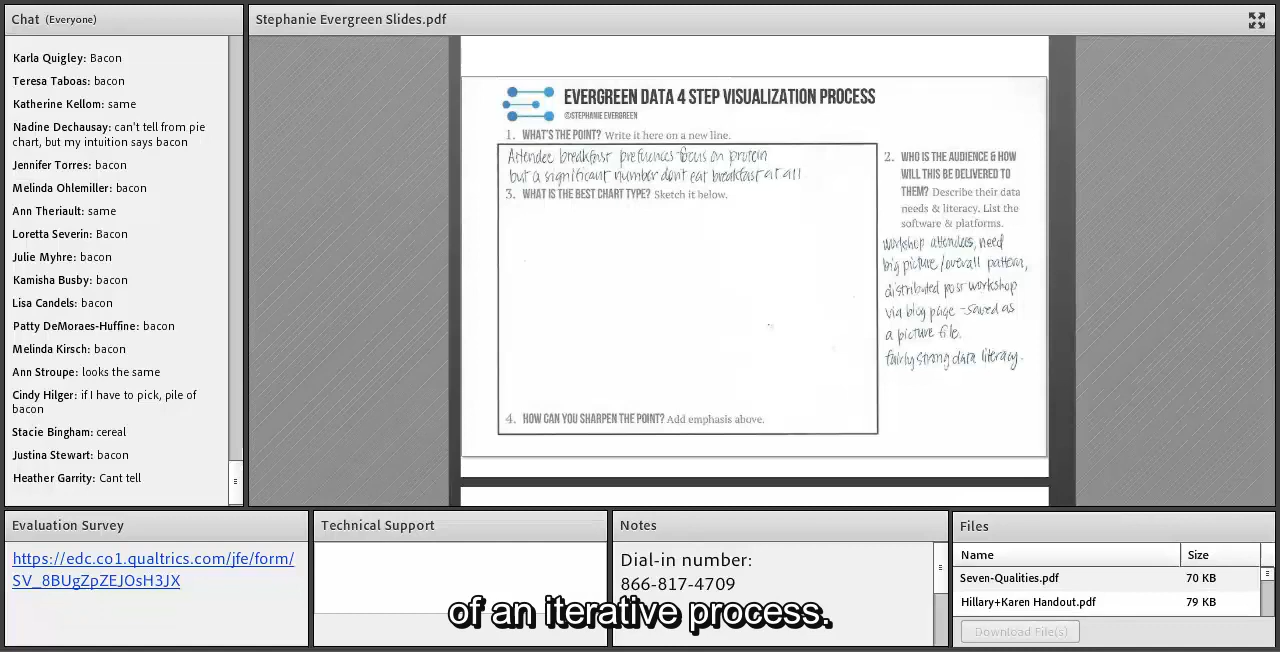 Chat (Everyone)
Karla Quigley: Bacon
Teresa Taboas: bacon
Katherine Kellom: same
Nadine Dechausay: can't tell from pie
chart, but my intuition says bacon
Jennifer Torres: bacon
Melinda Ohlemiller: bacon
Ann Theriault: same
Loretta Severin: Bacon
Julie Myhre: bacon
Kamisha Busby: bacon
Lisa Candels: bacon
Patty DeMoraes-Huffine: bacon
Melinda Kirsch: bacon
Ann Stroupe: looks the same
Cindy Hilger: if I have to pick, pile of
bacon
Stacie Bingham: cereal
Justina Stewart: bacon
Heather Garrity: Cant tell
Stephanie Evergreen Slides.pdf
EVERGREEN DATA 4 STEP VISUALIZATION PROCESS
©STEPHANIE EVERGREEN
1. WHAT'S THE POINT? Write it here on a new line.
Attendee breakfast preferences focus on protein
but a significant number dont eat breakfast at all
3. WHAT IS THE BEST CHART TYPE? Sketch it below.
4. HOW CAN YOU SHARPEN THE POINT? Add emphasis above.
2. WHO IS THE AUDIENCE & HOW
WILL THIS BE DELIVERED TO
THEM? Describe their data
needs & literacy. List the
software & platforms.
workshop attendees, need
big picture/overall pattern,
distributed post workshop
via blog page - saved as
a picture file.
fairly strong data literacy.
Evaluation Survey
https://edc.co1.qualtrics.com/jfe/form/
SV_8BUgZpZEJOsH3JX
Technical Support
Notes
Dial-in number:
866-817-4709
Files
Name Size
Seven-Qualities.pdf 70 KB
Hillary+Karen Handout.pdf 79 KB
Download File(s)
of an iterative process.